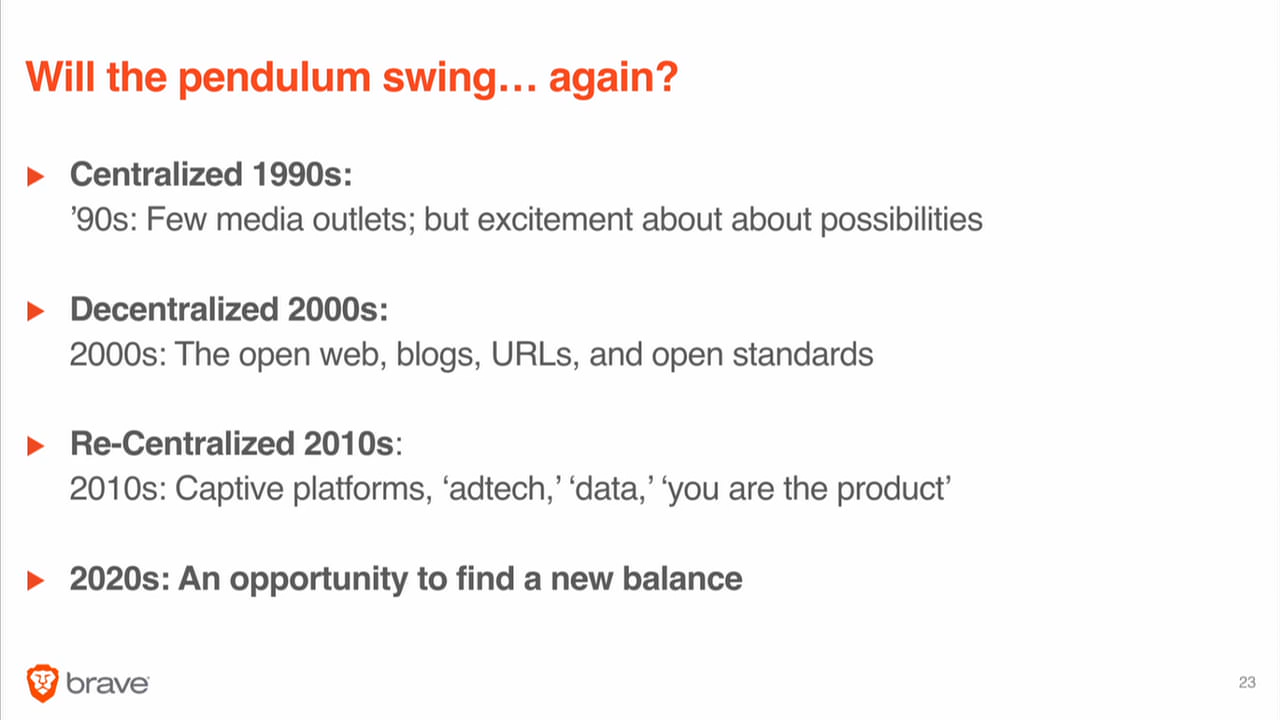 Will the pendulum swing… again?
Centralized 1990s:
’90s: Few media outlets; but excitement about about possibilities
Decentralized 2000s:
2000s: The open web, blogs, URLs, and open standards
Re-Centralized 2010s:
2010s: Captive platforms, ‘adtech,’ ‘data,’ ‘you are the product’
2020s: An opportunity to find a new balance
brave
23